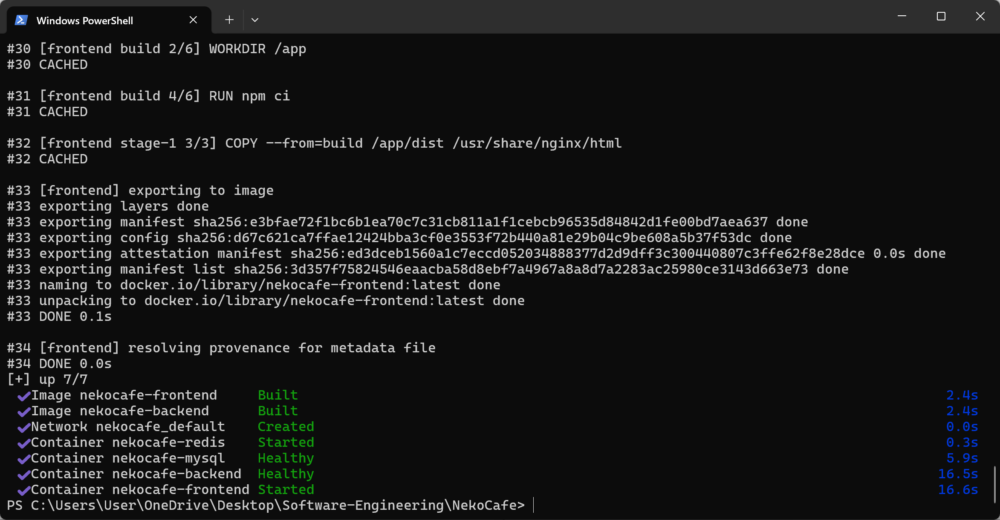 Windows PowerShell
#30 [frontend build 2/6] WORKDIR /app
#30 CACHED
#31 [frontend build 4/6] RUN npm ci
#31 CACHED
#32 [frontend stage-1 3/3] COPY --from=build /app/dist /usr/share/nginx/html
#32 CACHED
#33 [frontend] exporting to image
#33 exporting layers done
#33 exporting manifest sha256:e3bfae72f1bc6b1ea70c7c31cb811a1f1cebcb96535d84842d1fe00bd7aea637 done
#33 exporting config sha256:d67c621ca7ffae12424bba3cf0e3553f72b440a81e29b04c9be608a5b37f53dc done
#33 exporting attestation manifest sha256:ed3dceb1560a1c7eccd0520348883​77d2d9dff3c300440807c3ffe62f8e28dce 0.0s done
#33 exporting manifest list sha256:3d357f75824546eaacba58d8ebf7a4967a8a8d7a2283ac25980ce3143d663e73 done
#33 naming to docker.io/library/nekocafe-frontend:latest done
#33 unpacking to docker.io/library/nekocafe-frontend:latest done
#33 DONE 0.1s
#34 [frontend] resolving provenance for metadata file
#34 DONE 0.0s
[+] up 7/7
✔Image nekocafe-frontend Built 2.4s
✔Image nekocafe-backend Built 2.4s
✔Network nekocafe_default Created 0.0s
✔Container nekocafe-redis Started 0.3s
✔Container nekocafe-mysql Healthy 5.9s
✔Container nekocafe-backend Healthy 16.5s
✔Container nekocafe-frontend Started 16.6s
PS C:\Users\User\OneDrive\Desktop\Software-Engineering\NekoCafe>